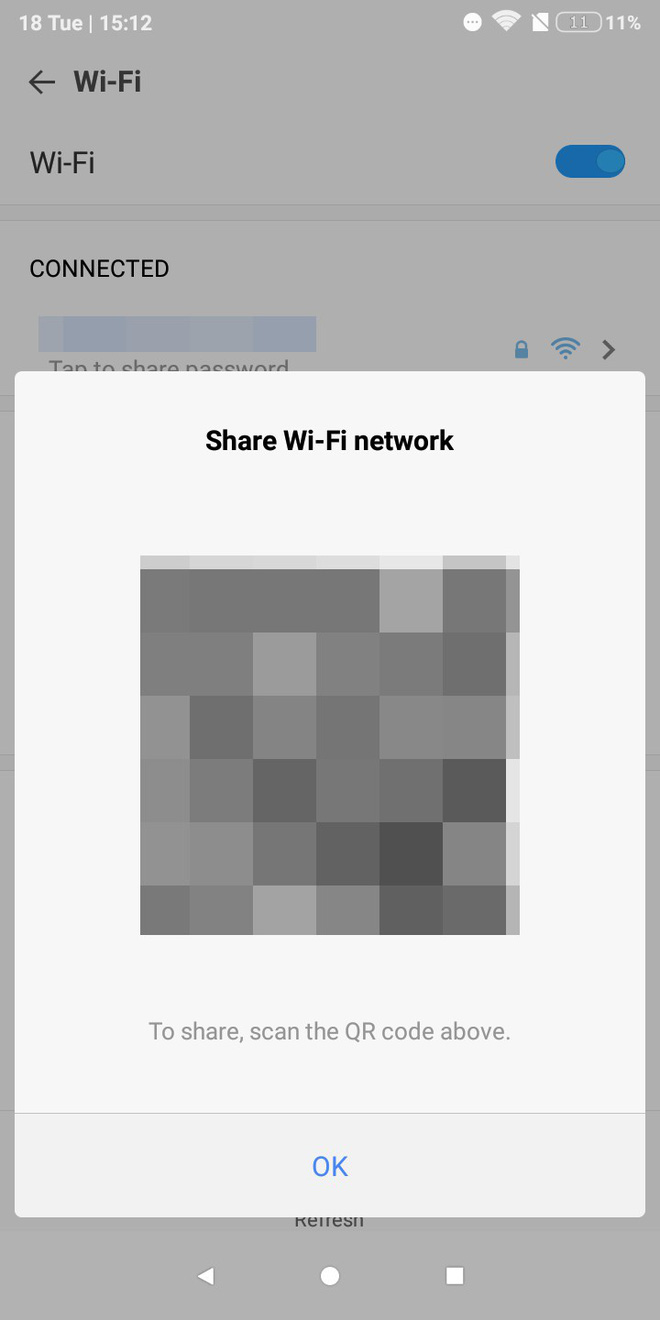 18 Tue | 15:12
11
11%
Wi-Fi
Wi-Fi
CONNECTED
Tap to share password
Share Wi-Fi network
To share, scan the QR code above.
OK
Refresh